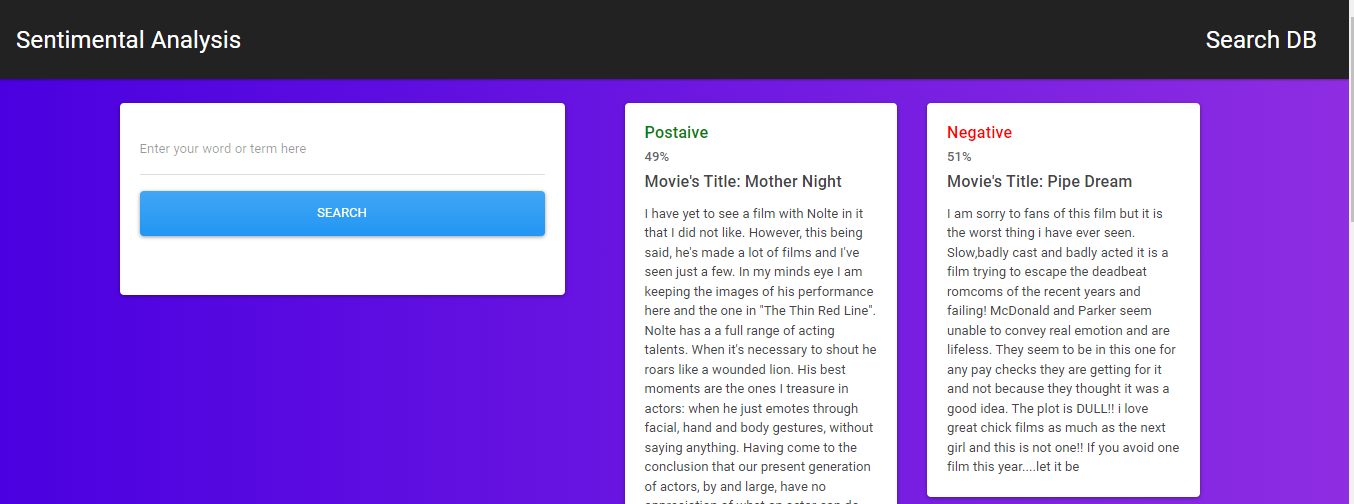 Sentimental Analysis
Search DB
Enter your word or term here
SEARCH
Postaive
49%
Movie's Title: Mother Night
I have yet to see a film with Nolte in it
that I did not like. However, this being
said, he's made a lot of films and I've
seen just a few. In my minds eye I am
keeping the images of his performance
here and the one in "The Thin Red Line".
Nolte has a a full range of acting
talents. When it's necessary to shout he
roars like a wounded lion. His best
moments are the ones I treasure in
actors: when he just emotes through
facial, hand and body gestures, without
saying anything. Having come to the
conclusion that our present generation
of actors, by and large, have no
appreciation of what an actor can do
Negative
51%
Movie's Title: Pipe Dream
I am sorry to fans of this film but it is
the worst thing i have ever seen.
Slow,badly cast and badly acted it is a
film trying to escape the deadbeat
romcoms of the recent years and
failing! McDonald and Parker seem
unable to convey real emotion and are
lifeless. They seem to be in this one for
any pay checks they are getting for it
and not because they thought it was a
good idea. The plot is DULL!! i love
great chick films as much as the next
girl and this is not one!! If you avoid one
film this year....let it be